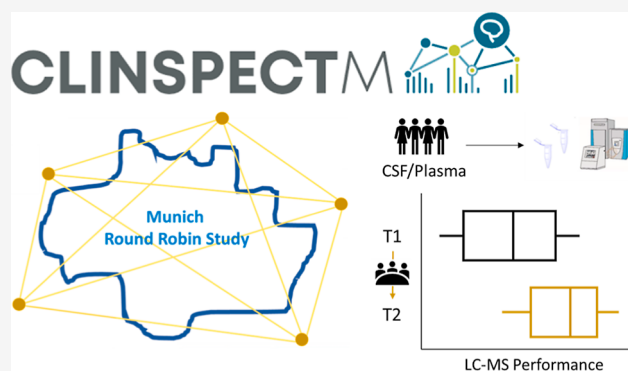 CLINSPECTM
Munich
Round Robin Study
CSF/Plasma
T1
T2
LC-MS Performance